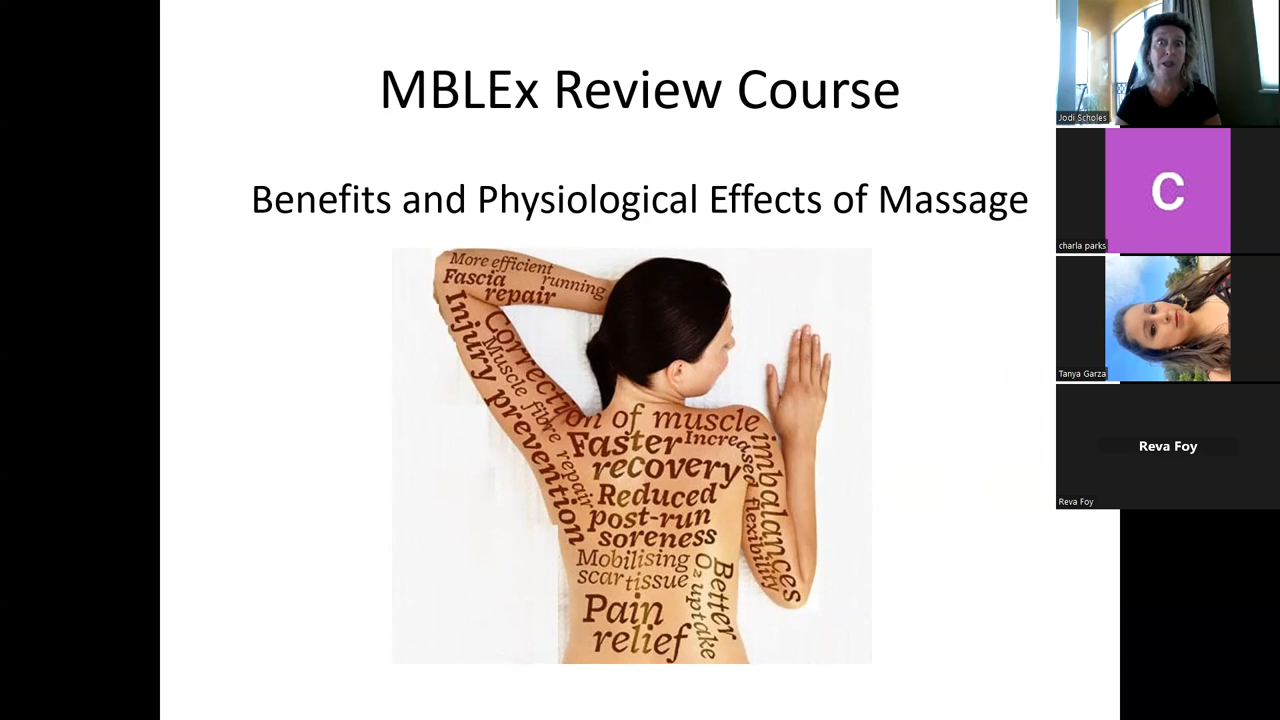 MBLEx Review Course
Benefits and Physiological Effects of Massage
More efficient
running
Fascia
repair
Injury prevention
Correction of muscle
imbalances
Muscle fibre repair
Faster
recovery
Increased flexibility
Reduced
post-run
soreness
Mobilising
scar tissue
Better
O₂ uptake
Pain
relief
Jodi Scholes
C
charla parks
Tanya Garza
Reva Foy
Reva Foy